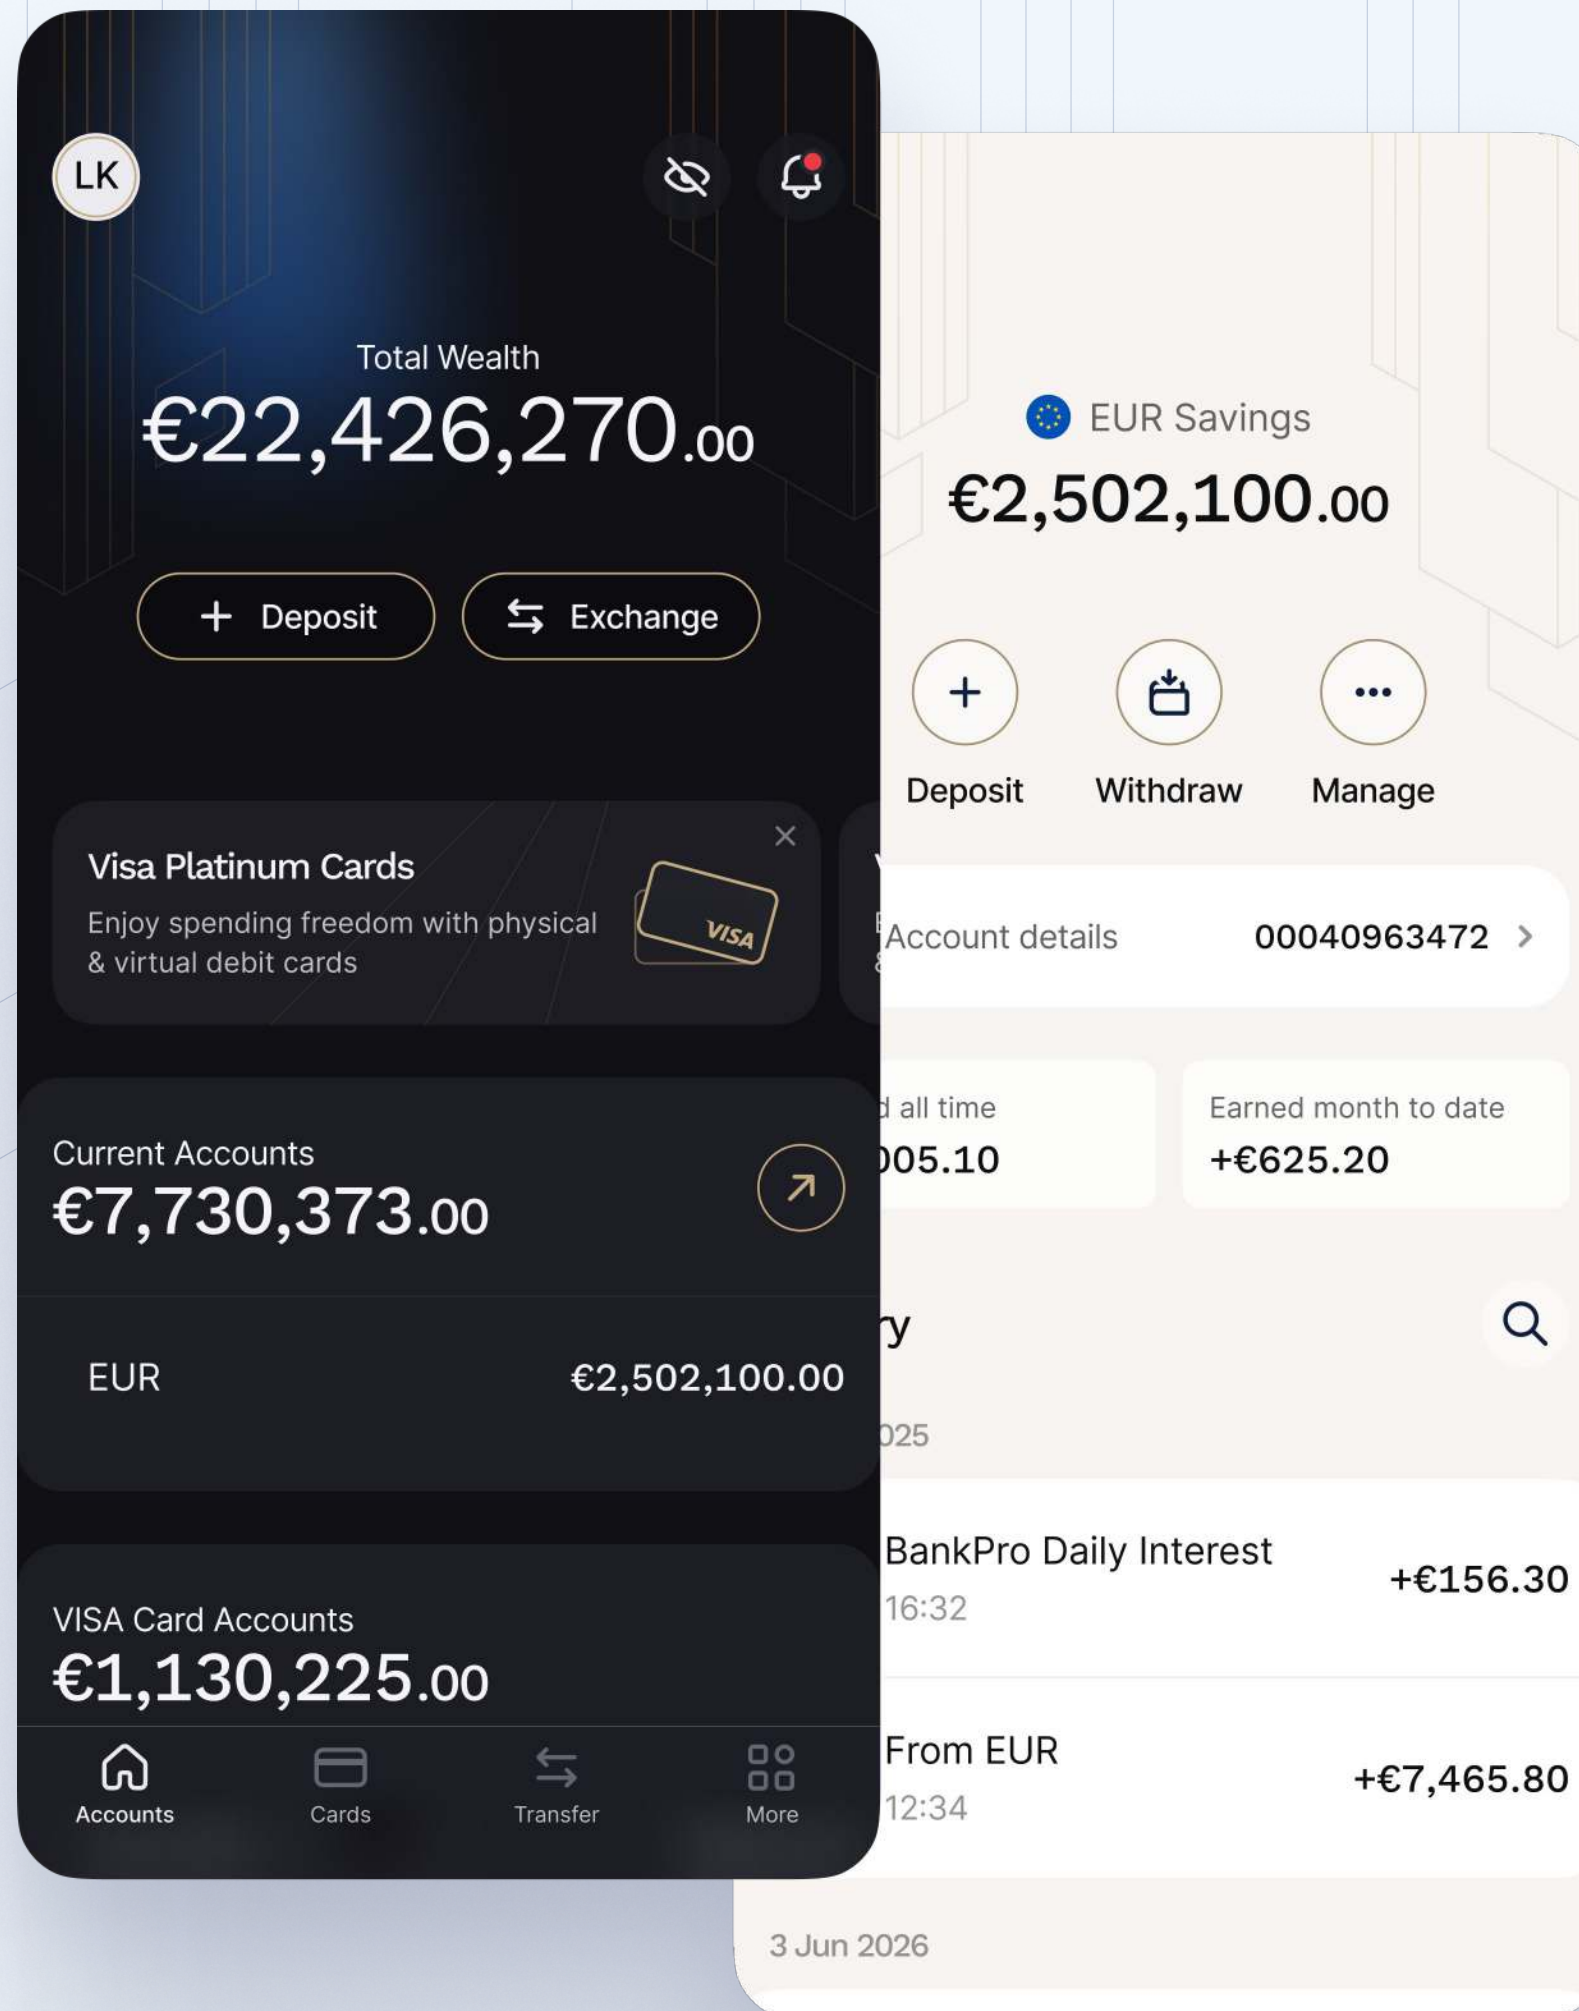 LK
Total Wealth
€22,426,270.00
Deposit
Exchange
Visa Platinum Cards
Enjoy spending freedom with physical
& virtual debit cards
VISA
Current Accounts
€7,730,373.00
EUR
€2,502,100.00
VISA Card Accounts
€1,130,225.00
Accounts
Cards
Transfer
More
EUR Savings
€2,502,100.00
Deposit
Withdraw
Manage
Account details
00040963472
all time
005.10
Earned month to date
+€625.20
ry
025
BankPro Daily Interest
16:32
+€156.30
From EUR
12:34
+€7,465.80
3 Jun 2026